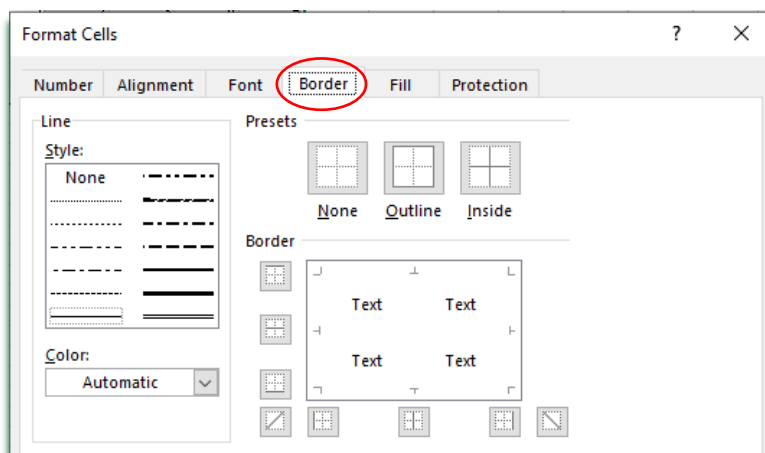 Format Cells ? ×
Number Alignment Font Border Fill Protection
Line
Style:
None
Color:
Automatic
Presets
None Outline Inside
Border
Text Text
Text Text